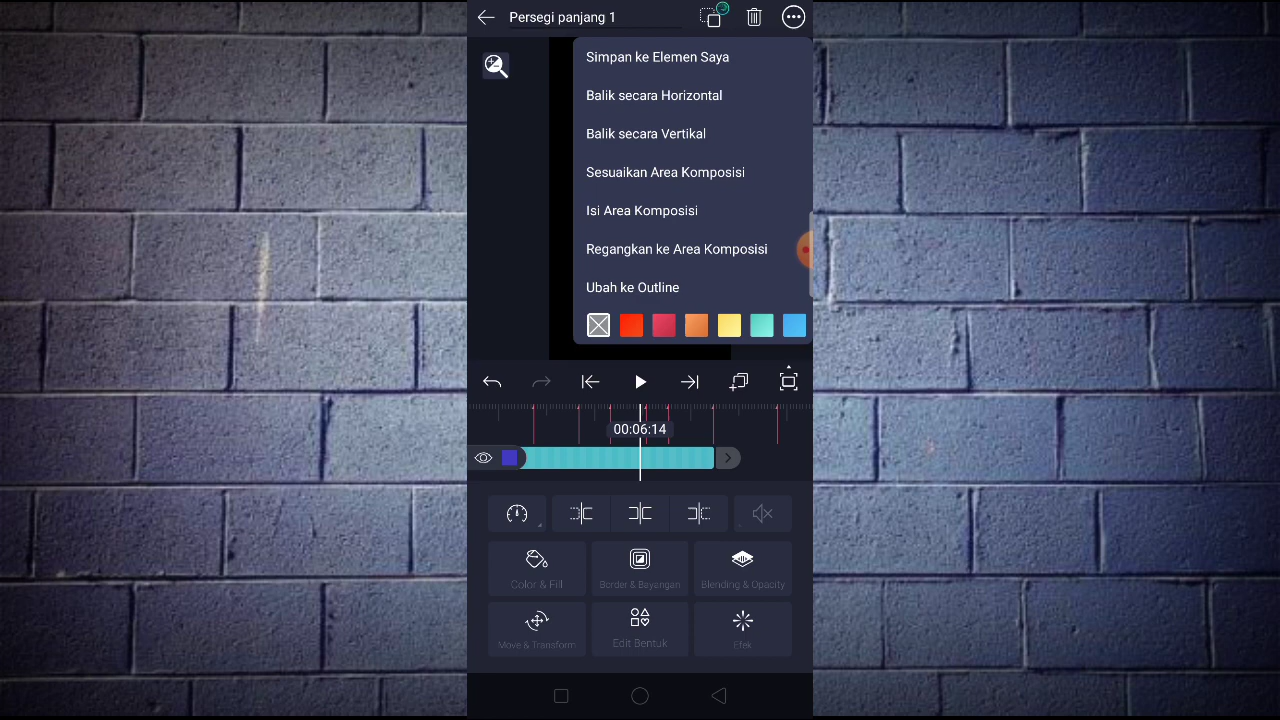 Persegi panjang 1
Simpan ke Elemen Saya
Balik secara Horizontal
Balik secara Vertikal
Sesuaikan Area Komposisi
Isi Area Komposisi
Regangkan ke Area Komposisi
Ubah ke Outline
00:06:14
Color & Fill
Border & Bayangan
Blending & Opacity
Move & Transform
Edit Bentuk
Efek